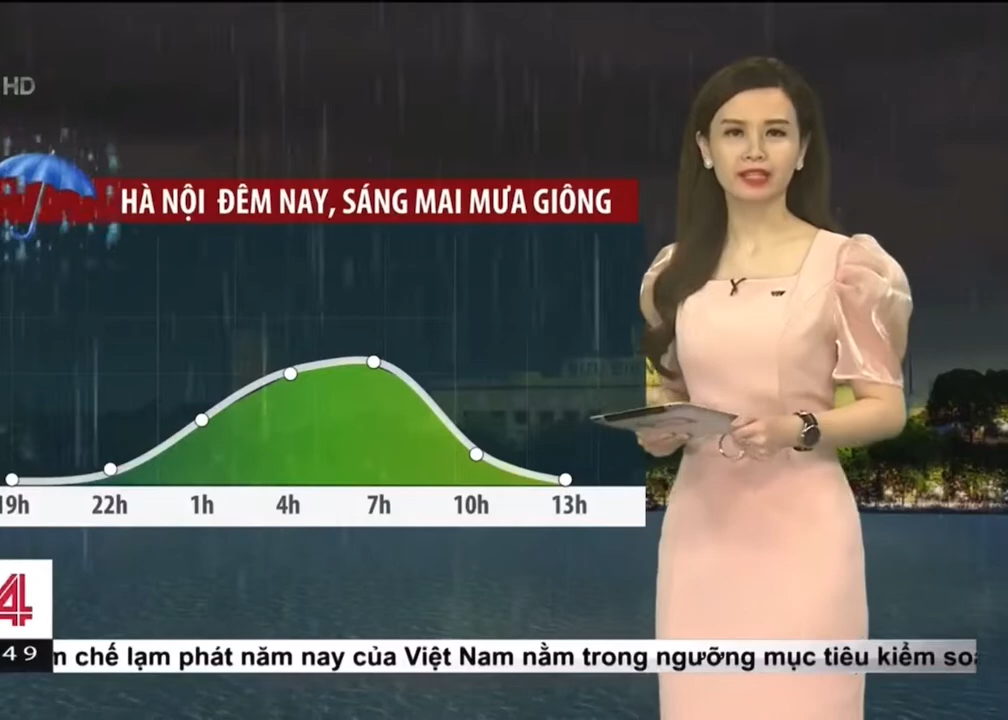 HD
HÀ NỘI ĐÊM NAY, SÁNG MAI MƯA GIÔNG
19h 22h 1h 4h 7h 10h 13h
4
49 m chế lạm phát năm nay của Việt Nam nằm trong ngưỡng mục tiêu kiểm soá